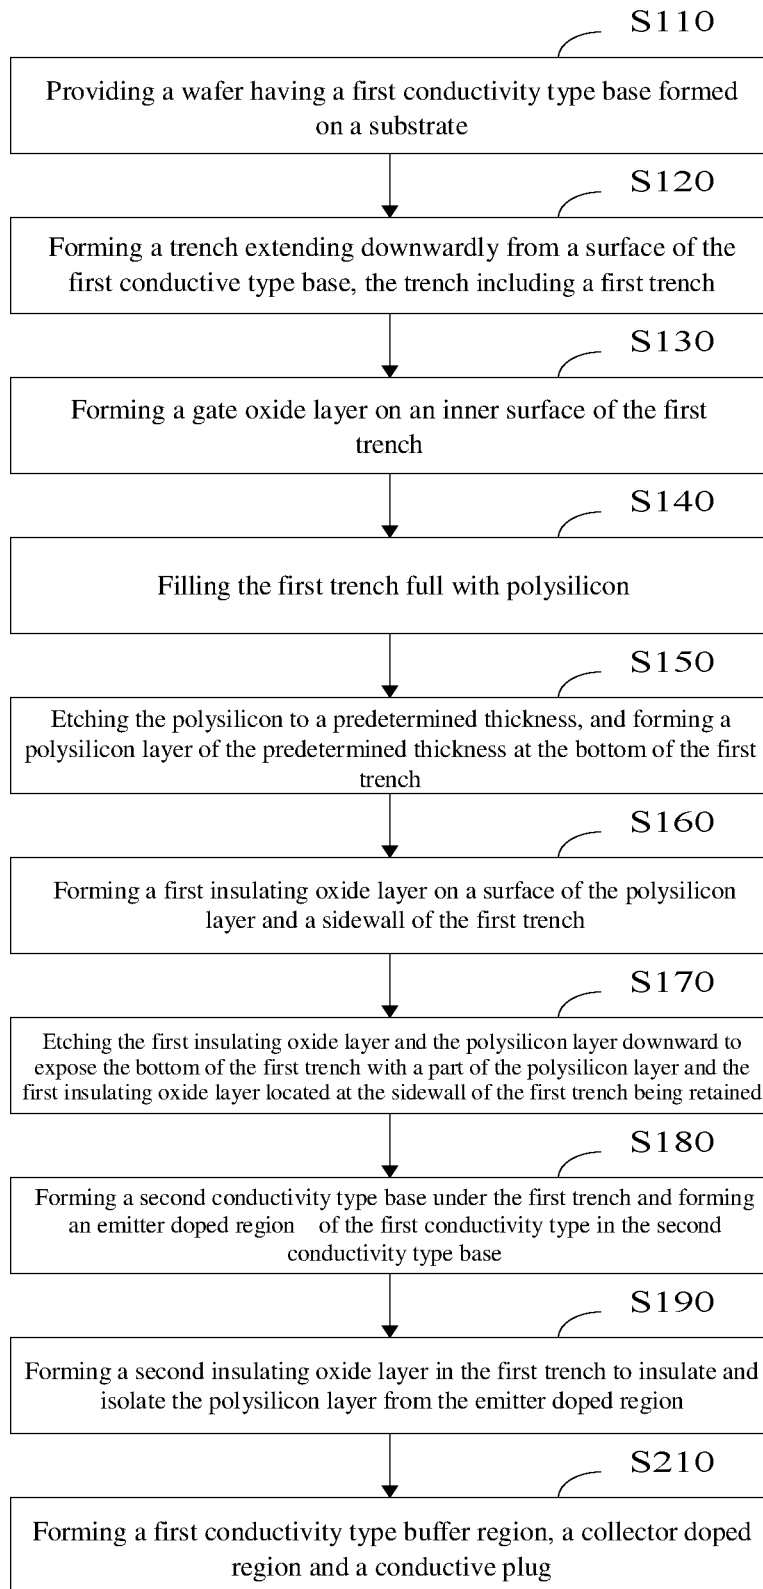 S110
Providing a wafer having a first conductivity type base formed
on a substrate
S120
Forming a trench extending downwardly from a surface of the
first conductive type base, the trench including a first trench
S130
Forming a gate oxide layer on an inner surface of the first
trench
S140
Filling the first trench full with polysilicon
S150
Etching the polysilicon to a predetermined thickness, and forming a
polysilicon layer of the predetermined thickness at the bottom of the first
trench
S160
Forming a first insulating oxide layer on a surface of the polysilicon
layer and a sidewall of the first trench
S170
Etching the first insulating oxide layer and the polysilicon layer downward to
expose the bottom of the first trench with a part of the polysilicon layer and the
first insulating oxide layer located at the sidewall of the first trench being retained
S180
Forming a second conductivity type base under the first trench and forming
an emitter doped region of the first conductivity type in the second
conductivity type base
S190
Forming a second insulating oxide layer in the first trench to insulate and
isolate the polysilicon layer from the emitter doped region
S210
Forming a first conductivity type buffer region, a collector doped
region and a conductive plug